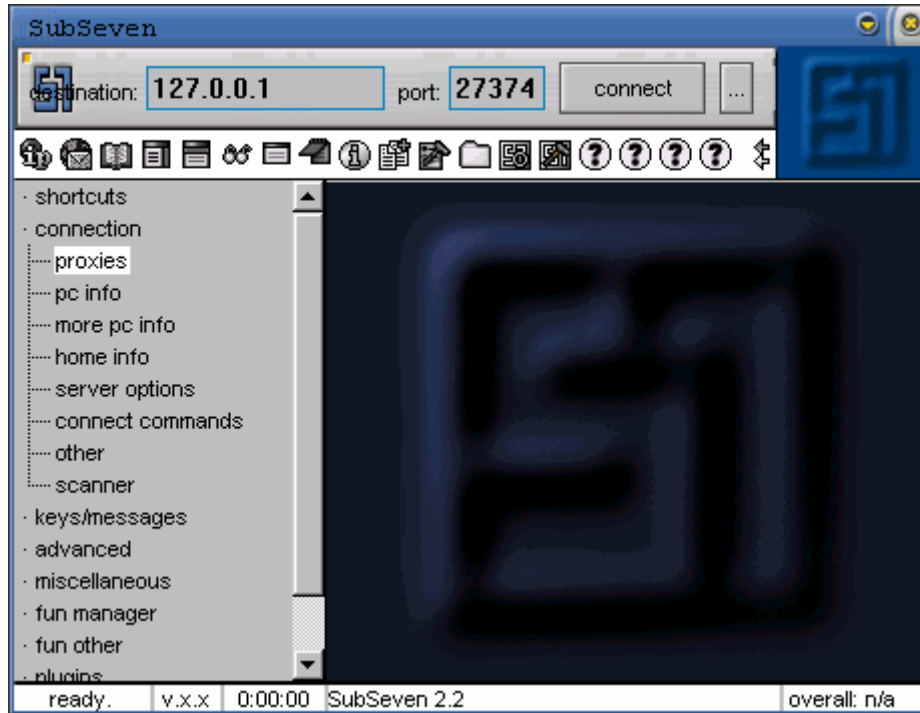 SubSeven
destination: 127.0.0.1 port: 27374 connect ...
· shortcuts
· connection
proxies
pc info
more pc info
home info
server options
connect commands
other
scanner
· keys/messages
· advanced
· miscellaneous
· fun manager
· fun other
· plugins
ready. v.x.x 0:00:00 SubSeven 2.2 overall: n/a